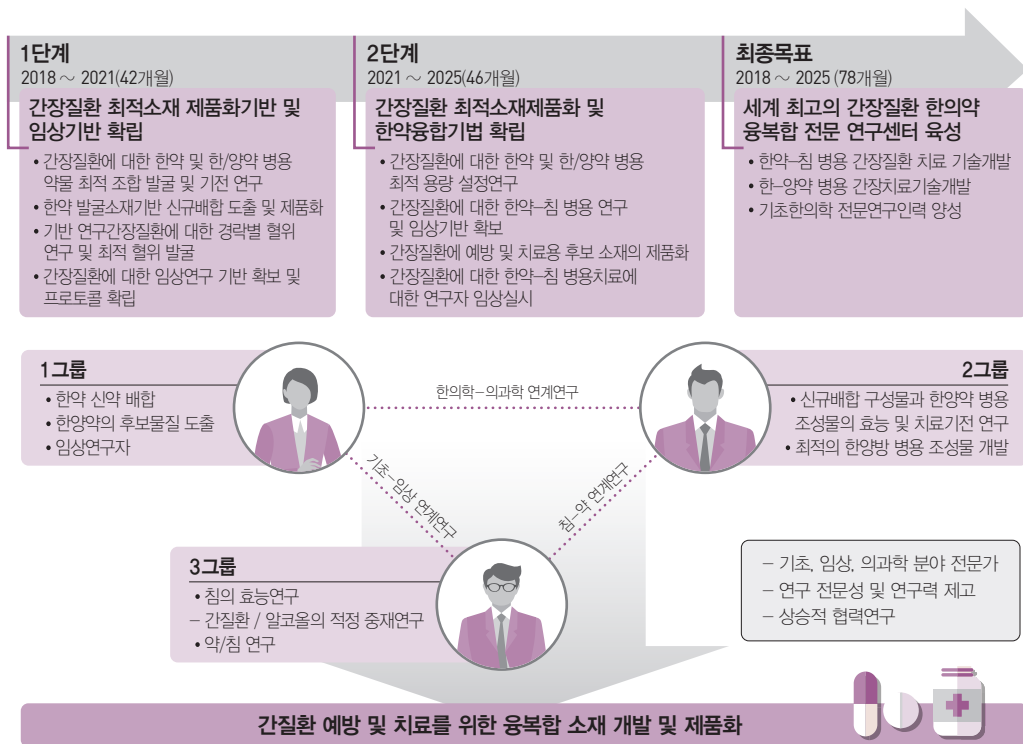 1단계
2018 ~ 2021(42개월)
간장질환 최적소재 제품화기반 및
임상기반 확립
• 간장질환에 대한 한약 및 한/양약 병용
약물 최적 조합 발굴 및 기전 연구
• 한약 발굴소재기반 신규배합 도출 및 제품화
• 기반 연구간장질환에 대한 경락별 혈위
연구 및 최적 혈위 발굴
• 간장질환에 대한 임상연구 기반 확보 및
프로토콜 확립
2단계
2021 ~ 2025(46개월)
간장질환 최적소재제품화 및
한약융합기법 확립
• 간장질환에 대한 한약 및 한/양약 병용
최적 용량 설정연구
• 간장질환에 대한 한약-침 병용 연구
및 임상기반 확보
• 간장질환에 예방 및 치료용 후보 소재의 제품화
• 간장질환에 대한 한약-침 병용치료에
대한 연구자 임상실시
최종목표
2018 ~ 2025 (78개월)
세계 최고의 간장질환 한의약
융복합 전문 연구센터 육성
• 한약-침 병용 간장질환 치료 기술개발
• 한-양약 병용 간장치료기술개발
• 기초한의학 전문연구인력 양성
1그룹
• 한약 신약 배합
• 한양약의 후보물질 도출
• 임상연구자
한의학-의과학 연계연구
2그룹
• 신규배합 구성물과 한양약 병용
조성물의 효능 및 치료기전 연구
• 최적의 한양방 병용 조성물 개발
기초-임상 연계연구
침-약 연계연구
3그룹
• 침의 효능연구
- 간질환 / 알코올의 적정 중재연구
• 약/침 연구
- 기초, 임상, 의과학 분야 전문가
- 연구 전문성 및 연구력 제고
- 상승적 협력연구
간질환 예방 및 치료를 위한 융복합 소재 개발 및 제품화